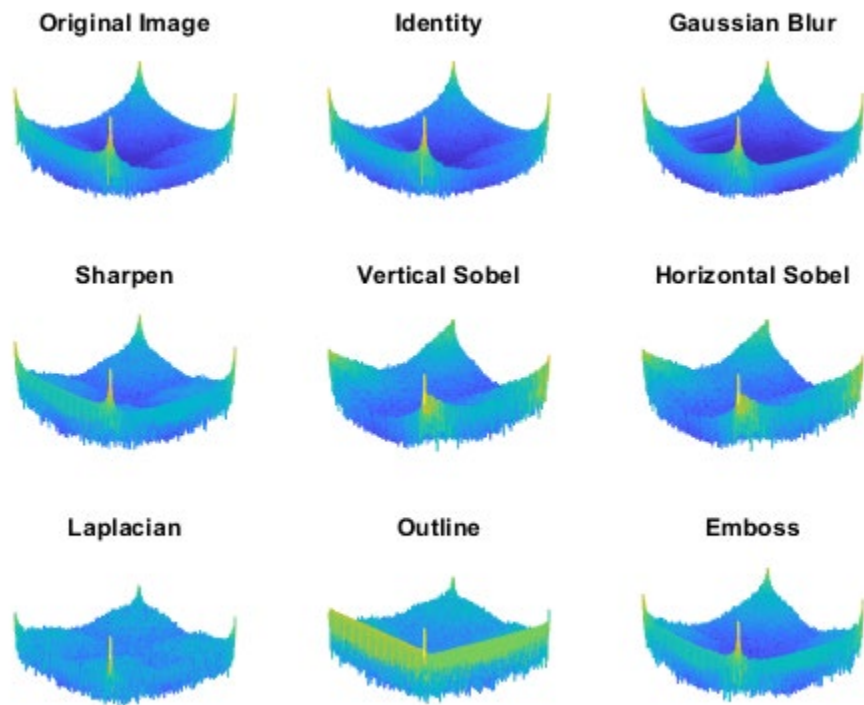 Original Image
Identity
Gaussian Blur
Sharpen
Vertical Sobel
Horizontal Sobel
Laplacian
Outline
Emboss